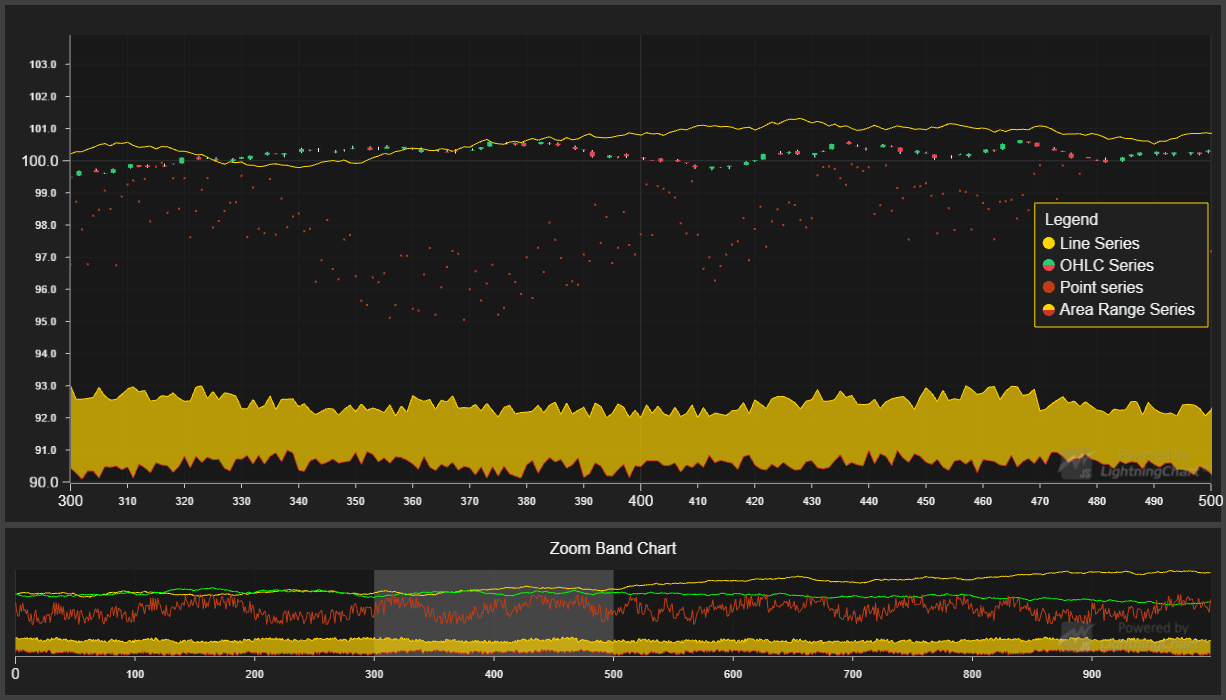 103.0
102.0
101.0
100.0
99.0
98.0
97.0
96.0
95.0
94.0
93.0
92.0
91.0
90.0
Legend
Line Series
OHLC Series
Point series
Area Range Series
Powered by
LightningChart
JS
300 310 320 330 340 350 360 370 380 390 400 410 420 430 440 450 460 470 480 490 500
Zoom Band Chart
Powered by
0 100 200 300 400 500 600 700 800 900